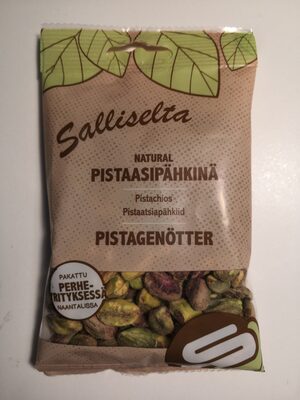 Salliselta
NATURAL
PISTAASIPÄHKINÄ
Pistachios
Pistaatsiapähklid
PISTAGENÖTTER
PAKATTU
PERHE-
YRITYKSESSÄ
NAANTALISSA